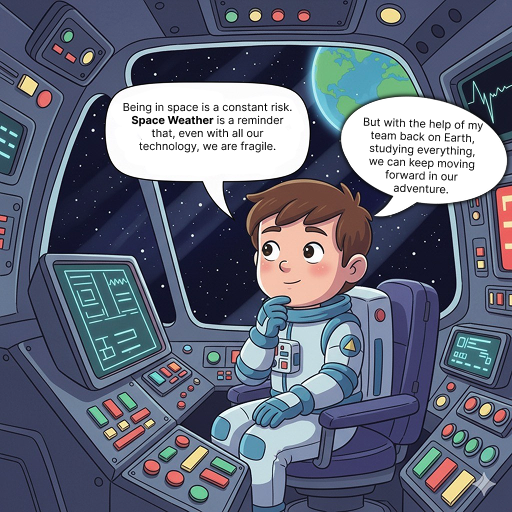 Being in space is a constant risk.
Space Weather is a reminder
that, even with all our
technology, we are fragile.
But with the help of my
team back on Earth,
studying everything,
we can keep moving
forward in our
adventure.